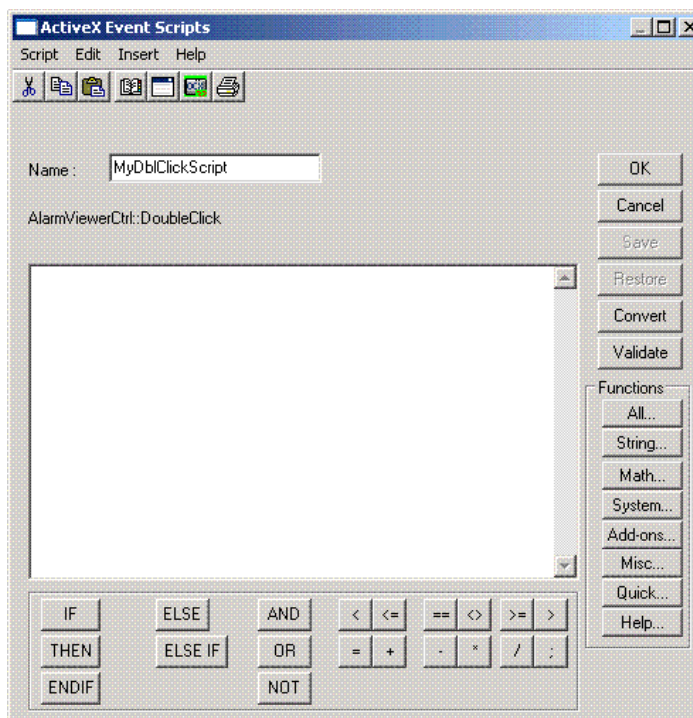 ActiveX Event Scripts
Script Edit Insert Help
Name : MyDblClickScript
AlarmViewerCtrl::DoubleClick
OK
Cancel
Save
Restore
Convert
Validate
Functions
All...
String...
Math...
System...
Add-ons...
Misc...
Quick...
Help...
IF ELSE AND < <= == <> >= >
THEN ELSE IF OR = + - * / ;
ENDIF NOT